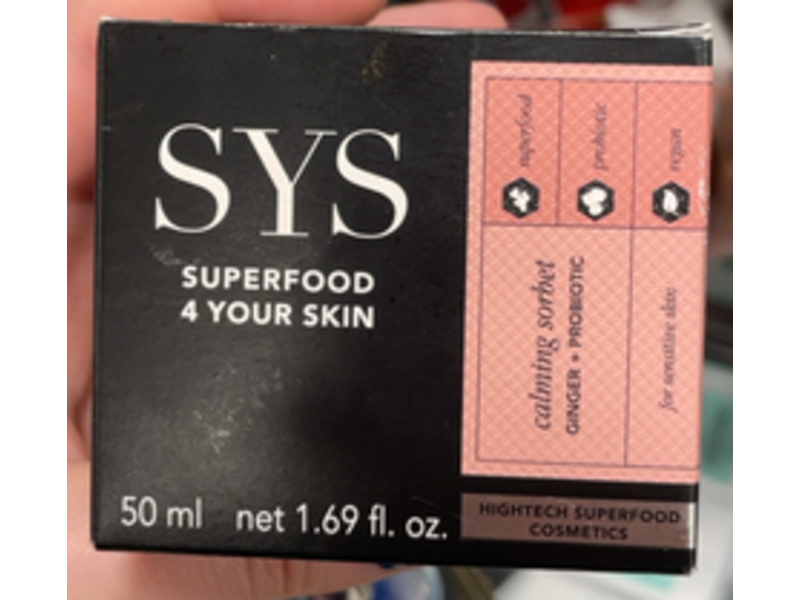 SYS
SUPERFOOD
4 YOUR SKIN
50 ml net 1.69 fl. oz.
superfood
probiotic
vegan
calming sorbet
GINGER + PROBIOTIC
for sensitive skin
HIGHTECH SUPERFOOD
COSMETICS